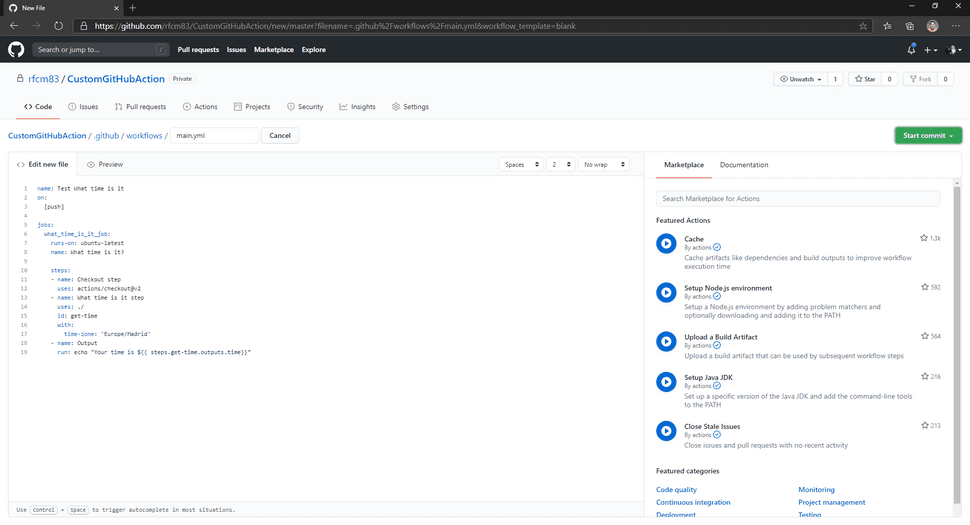 New File
https://github.com/rfcm83/CustomGitHubAction/new/master?filename=.github%2Fworkflows%2Fmain.yml&workflow_template=blank
Search or jump to... / Pull requests Issues Marketplace Explore
rfcm83 / CustomGitHubAction Private
Unwatch 1 Star 0 Fork 0
Code Issues Pull requests Actions Projects Security Insights Settings
CustomGitHubAction / .github / workflows / main.yml Cancel
Start commit
Edit new file Preview
Spaces 2 No wrap
1 name: Test What time is it
2 on:
3 [push]
4
5 jobs:
6 what_time_is_it_job:
7 runs-on: ubuntu-latest
8 name: What time is it?
9
10 steps:
11 - name: Checkout step
12 uses: actions/checkout@v2
13 - name: What time is it step
14 uses: ./
15 id: get-time
16 with:
17 time-zone: 'Europe/Madrid'
18 - name: Output
19 run: echo "Your time is ${{ steps.get-time.outputs.time}}"
Use Control + Space to trigger autocomplete in most situations.
Marketplace Documentation
Search Marketplace for Actions
Featured Actions
Cache 1.3k
By actions
Cache artifacts like dependencies and build outputs to improve workflow
execution time
Setup Node.js environment 592
By actions
Setup a Node.js environment by adding problem matchers and
optionally downloading and adding it to the PATH
Upload a Build Artifact 564
By actions
Upload a build artifact that can be used by subsequent workflow steps
Setup Java JDK 216
By actions
Set up a specific version of the Java JDK and add the command-line tools
to the PATH
Close Stale Issues 213
By actions
Close issues and pull requests with no recent activity
Featured categories
Code quality Monitoring
Continuous integration Project management
Deployment Testing